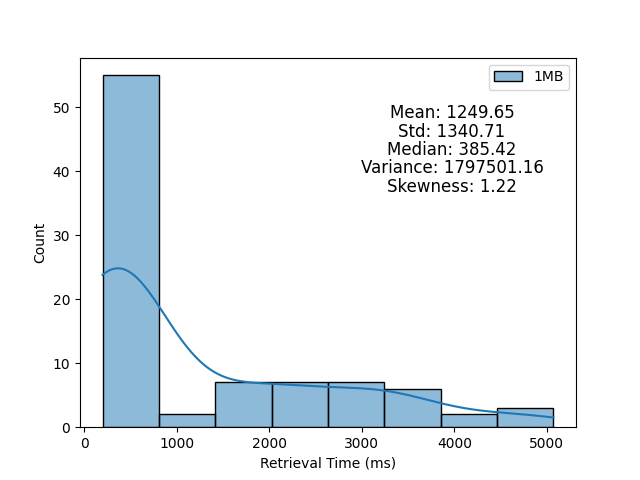 1MB
Mean: 1249.65
Std: 1340.71
Median: 385.42
Variance: 1797501.16
Skewness: 1.22
50
40
30
20
10
0
Count
0 1000 2000 3000 4000 5000
Retrieval Time (ms)